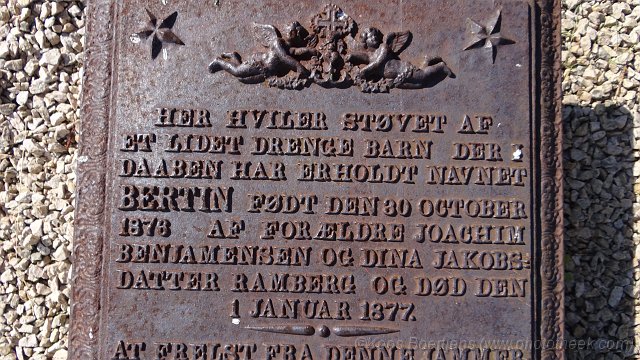 HER HVILER STØVET AF
ET LIDET DRENGE BARN DER I
DAABEN HAR ERHOLDT NAVNET
BERTIN FØDT DEN 30 OCTOBER
1873 AF FORÆLDRE JOACHIM
BENJAMENSEN OG DINA JAKOBS-
DATTER RAMBERG OG DØD DEN
1 JANUAR 1877.
AT FRELST FRA DENNE JAMMER